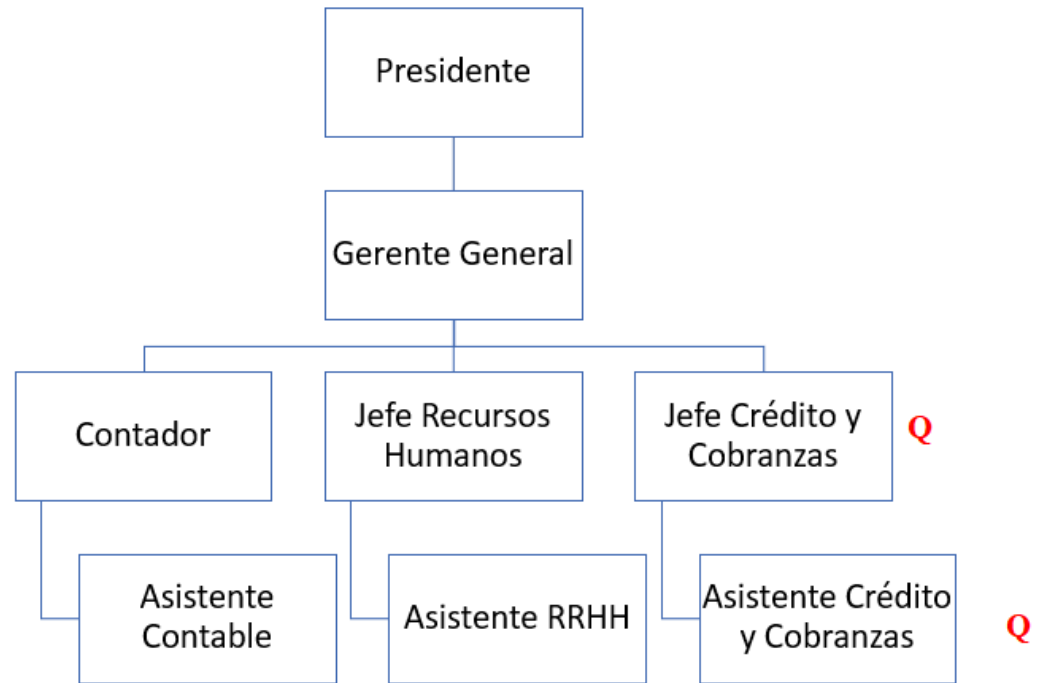 Presidente
Gerente General
Contador
Jefe Recursos
Humanos
Jefe Crédito y
Cobranzas
Q
Asistente
Contable
Asistente RRHH
Asistente Crédito
y Cobranzas
Q